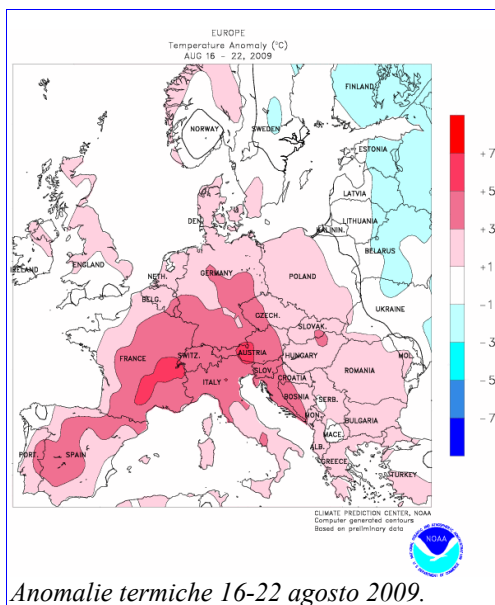 EUROPE
Temperature Anomaly (°C)
AUG 16 - 22, 2009
FINLAND
NORWAY
SWEDEN
ESTONIA
LATVIA
LITHUANIA
DEN.
KALININ.
BELARUS
IRELAND
ENGLAND
NETH.
GERMANY
POLAND
BELG.
UKRAINE
CZECH.
SLOVAK.
FRANCE
SWITZ.
AUSTRIA
HUNGARY
MOL.
SLOV.
ROMANIA
ITALY
CROATIA
BOSNIA
SERB.
MON.
BULGARIA
MACE.
PORT.
SPAIN
ALB.
GREECE
TURKEY
+7
+5
+3
+1
-1
-3
-5
-7
CLIMATE PREDICTION CENTER, NOAA
Computer generated contours
Based on preliminary data
NOAA
Anomalie termiche 16-22 agosto 2009.